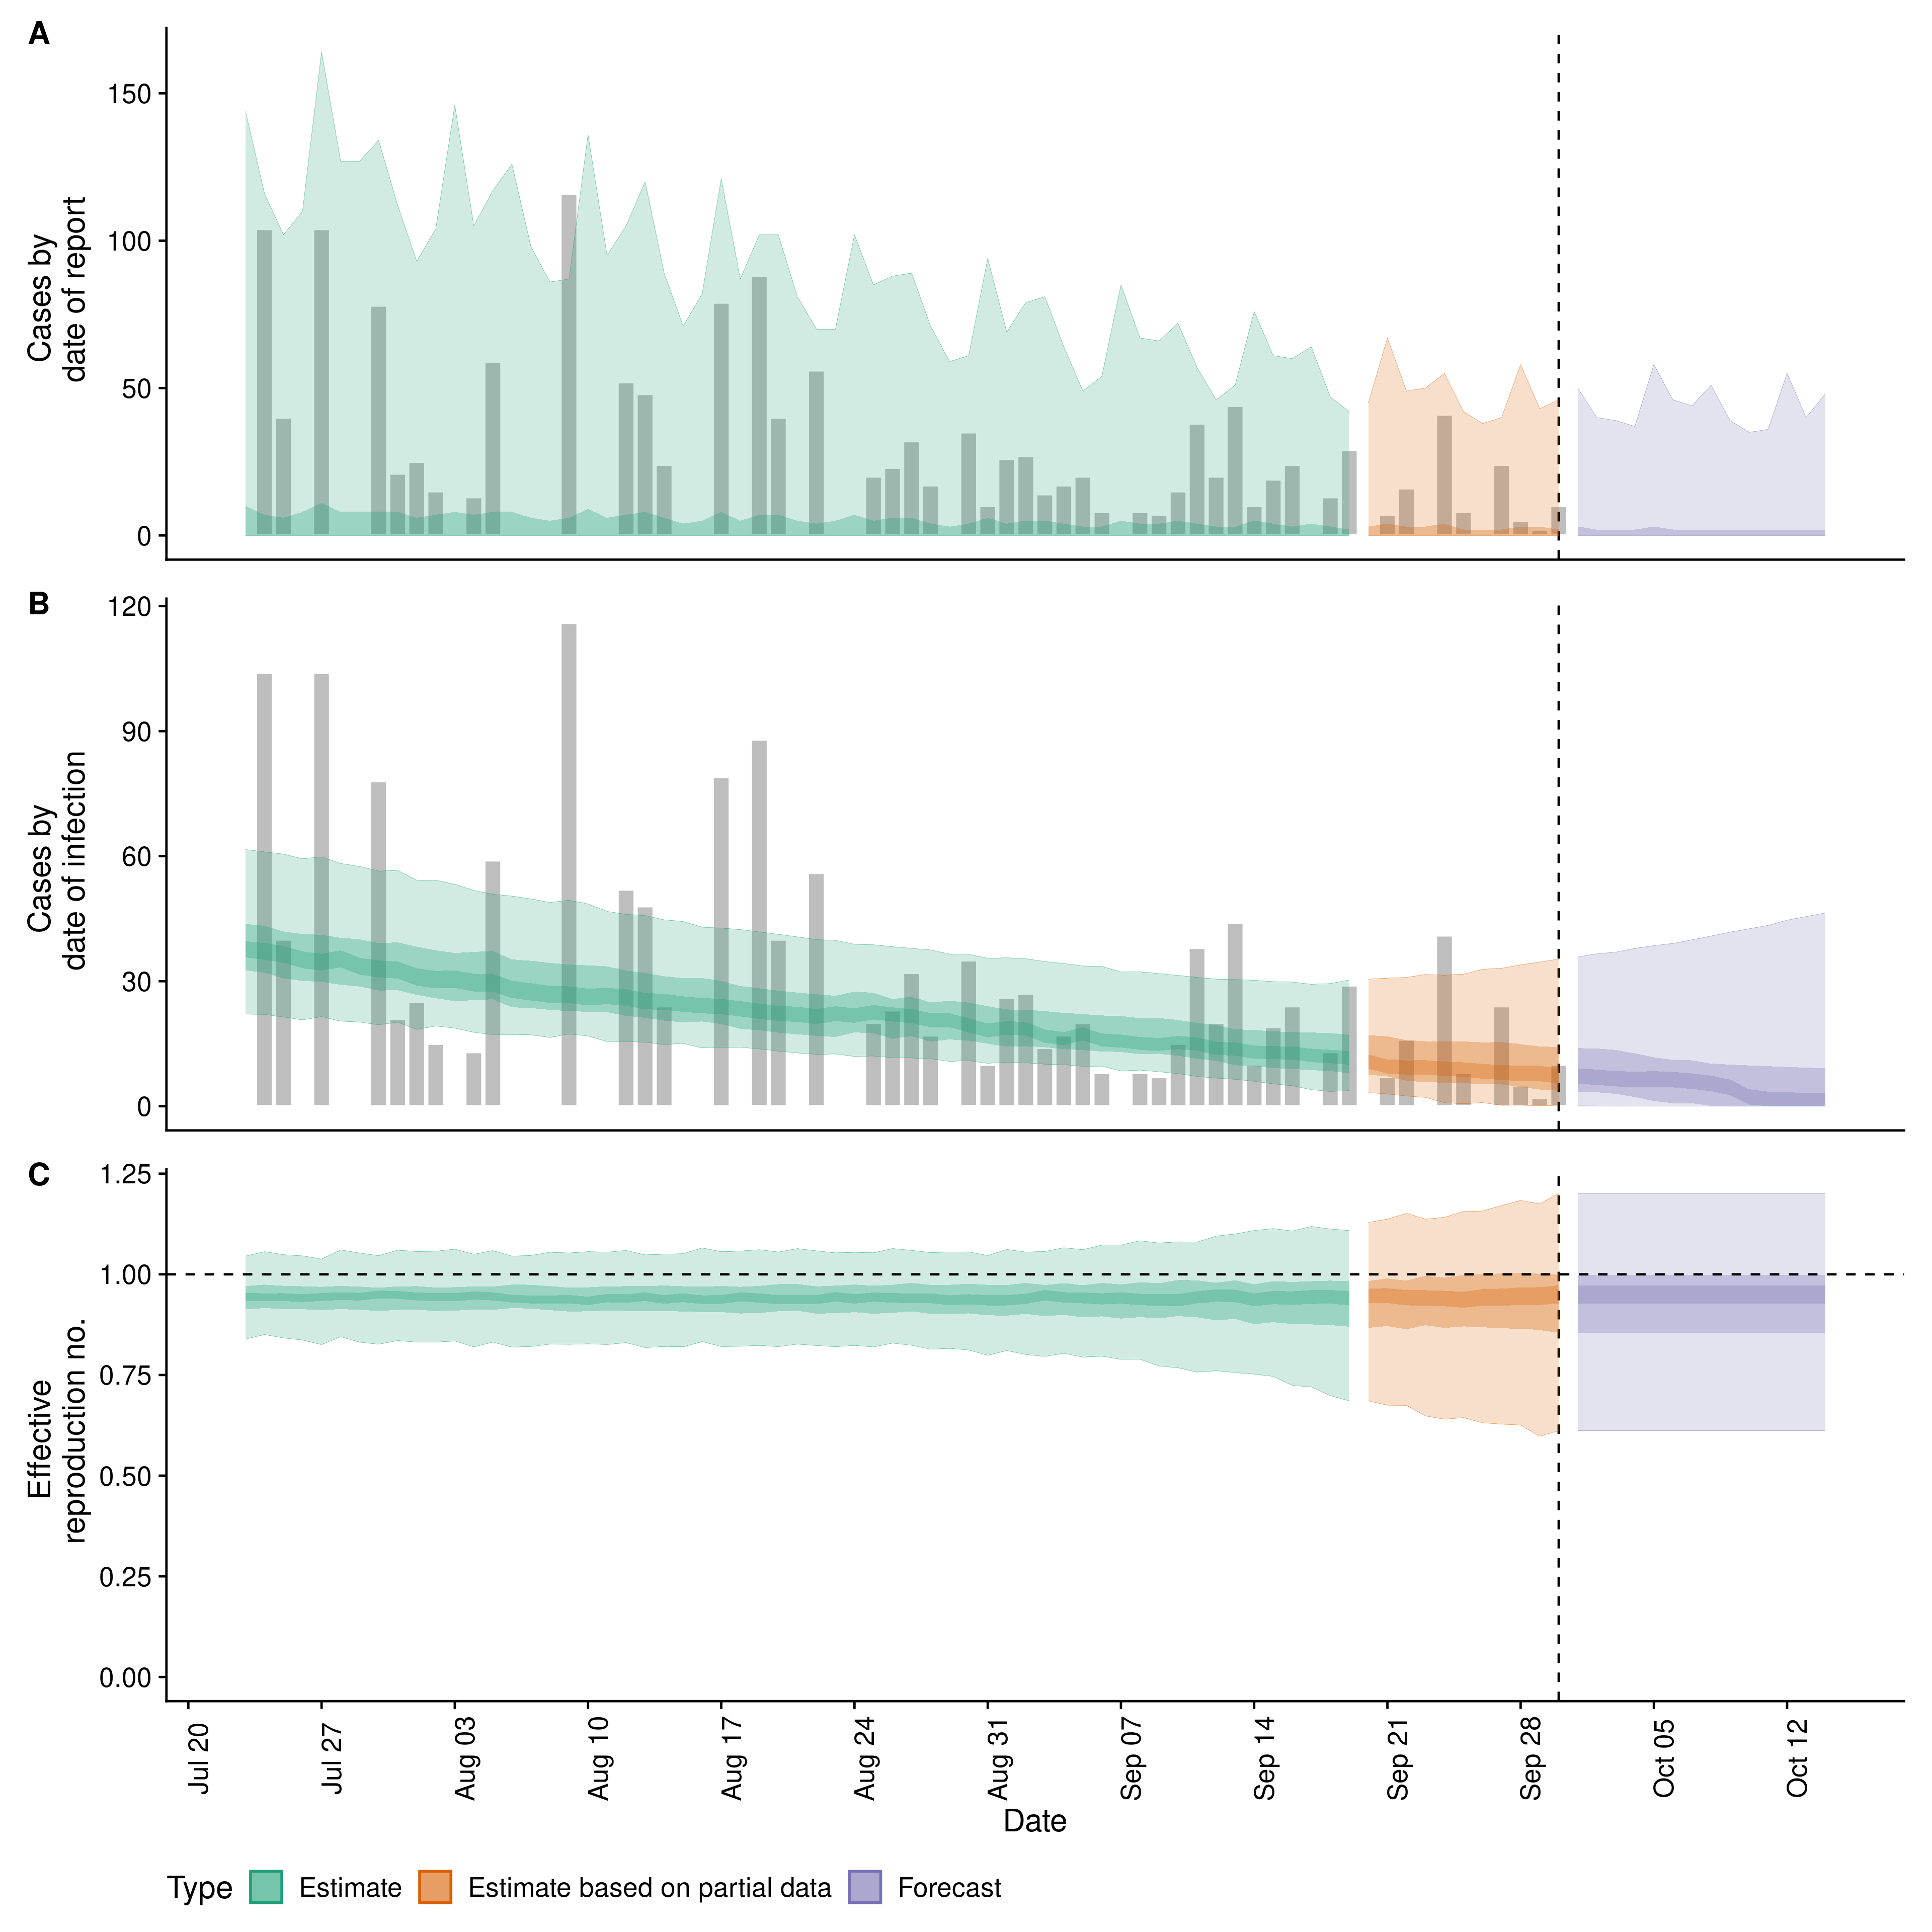 A
Cases by
date of report
150
100
50
0
B
Cases by
date of infection
120
90
60
30
0
C
Effective
reproduction no.
1.25
1.00
0.75
0.50
0.25
0.00
Jul 20
Jul 27
Aug 03
Aug 10
Aug 17
Aug 24
Aug 31
Sep 07
Sep 14
Sep 21
Sep 28
Oct 05
Oct 12
Date
Type Estimate Estimate based on partial data Forecast